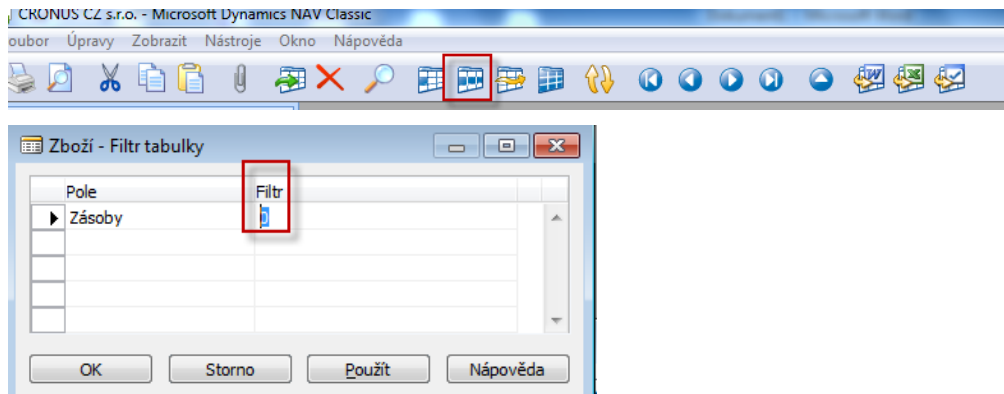 CRONUS CZ s.r.o. - Microsoft Dynamics NAV Classic
oubor Úpravy Zobrazit Nástroje Okno Nápověda
Zboží - Filtr tabulky
Pole Filtr
Zásoby 0
OK Storno Použít Nápověda